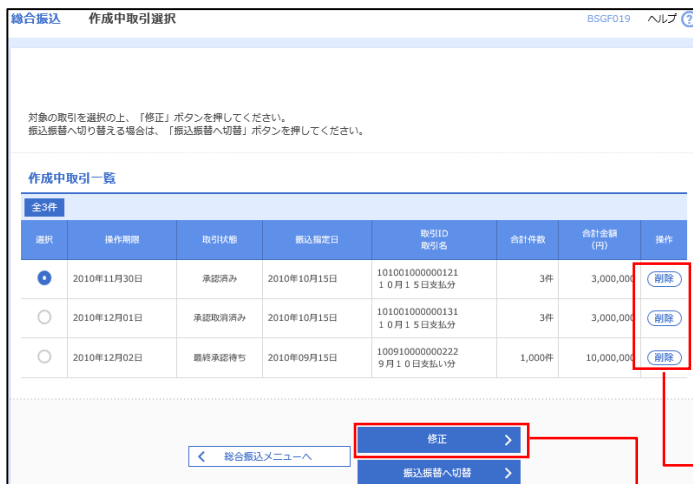 総合振込 作成中取引選択 BSGF019 ヘルプ ?
対象の取引を選択の上、「修正」ボタンを押してください。
振込振替へ切り替える場合は、「振込振替へ切替」ボタンを押してください。
作成中取引一覧
全3件
選択 操作期限 取引状態 振込指定日 取引ID 取引名 合計件数 合計金額 (円) 操作
2010年11月30日 承認済み 2010年10月15日 101001000000121 3件 3,000,000 削除
１０月１５日支払分
2010年12月01日 承認取消済み 2010年10月15日 101001000000131 3件 3,000,000 削除
１０月１５日支払分
2010年12月02日 最終承認待ち 2010年09月15日 100910000000222 1,000件 10,000,000 削除
９月１０日支払い分
修正
総合振込メニューへ
振込振替へ切替